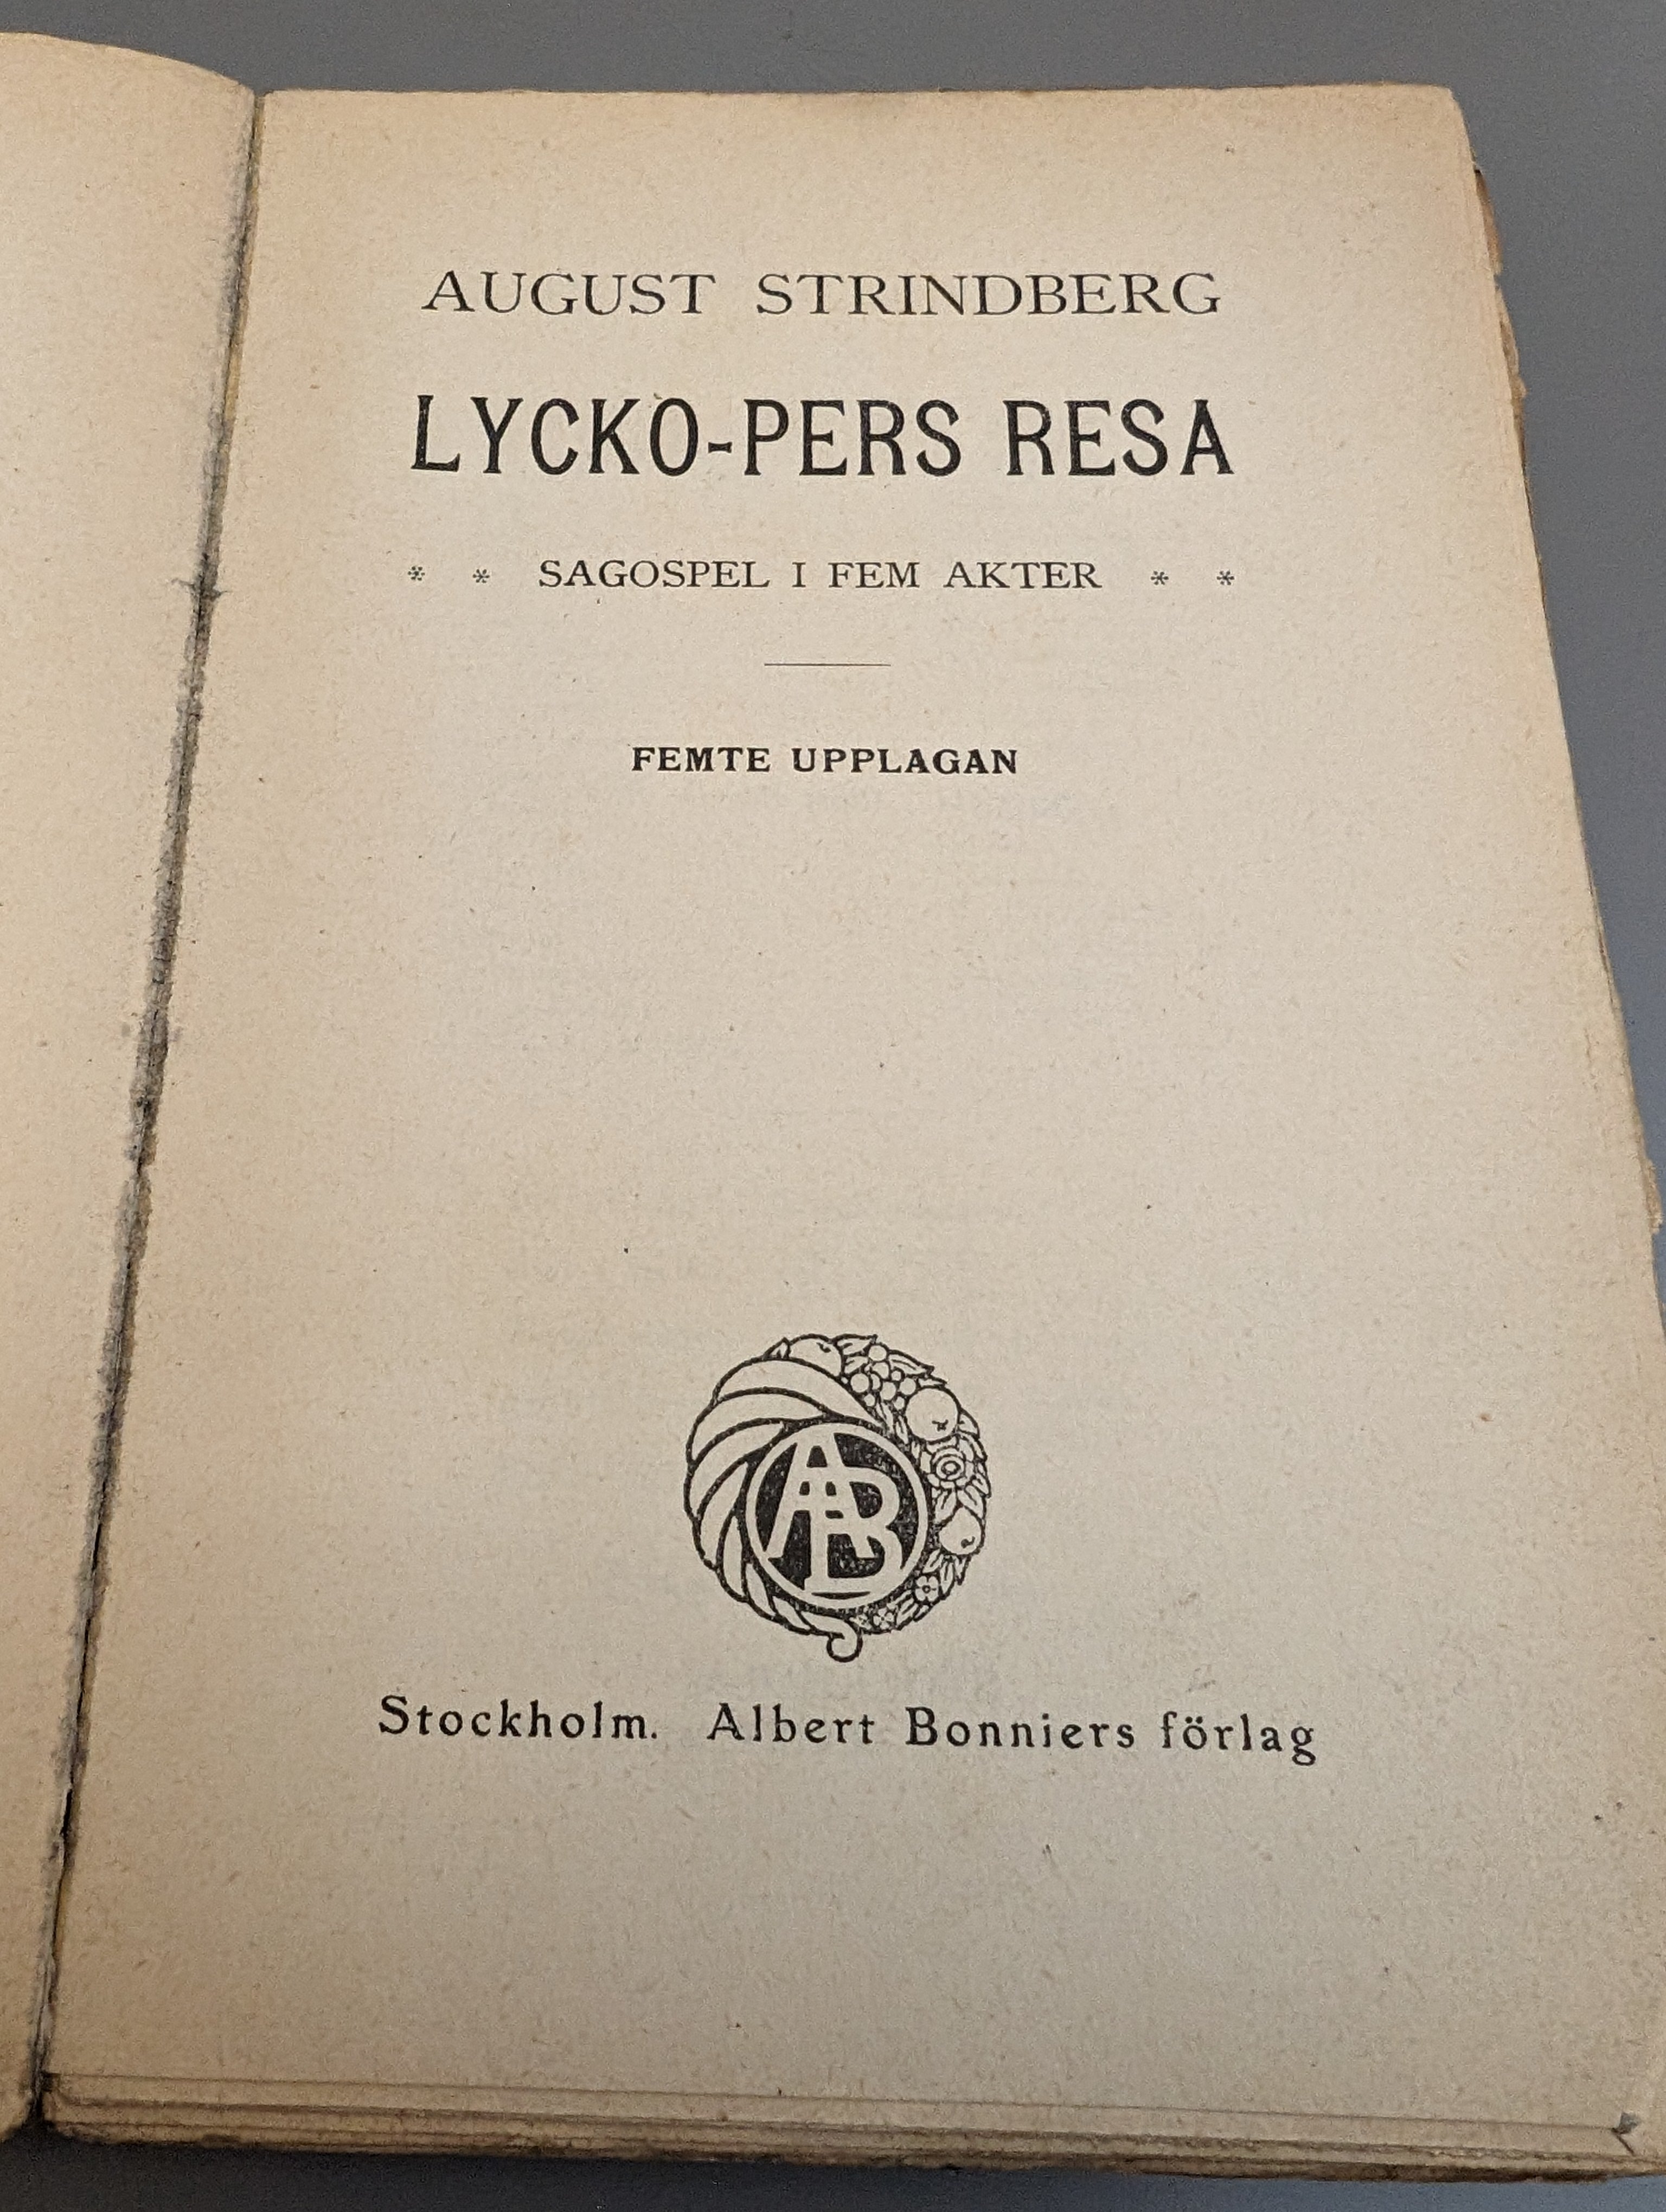 AUGUST STRINDBERG
LYCKO-PERS RESA
* * SAGOSPEL I FEM AKTER * *
FEMTE UPPLAGAN
AB
Stockholm. Albert Bonniers förlag